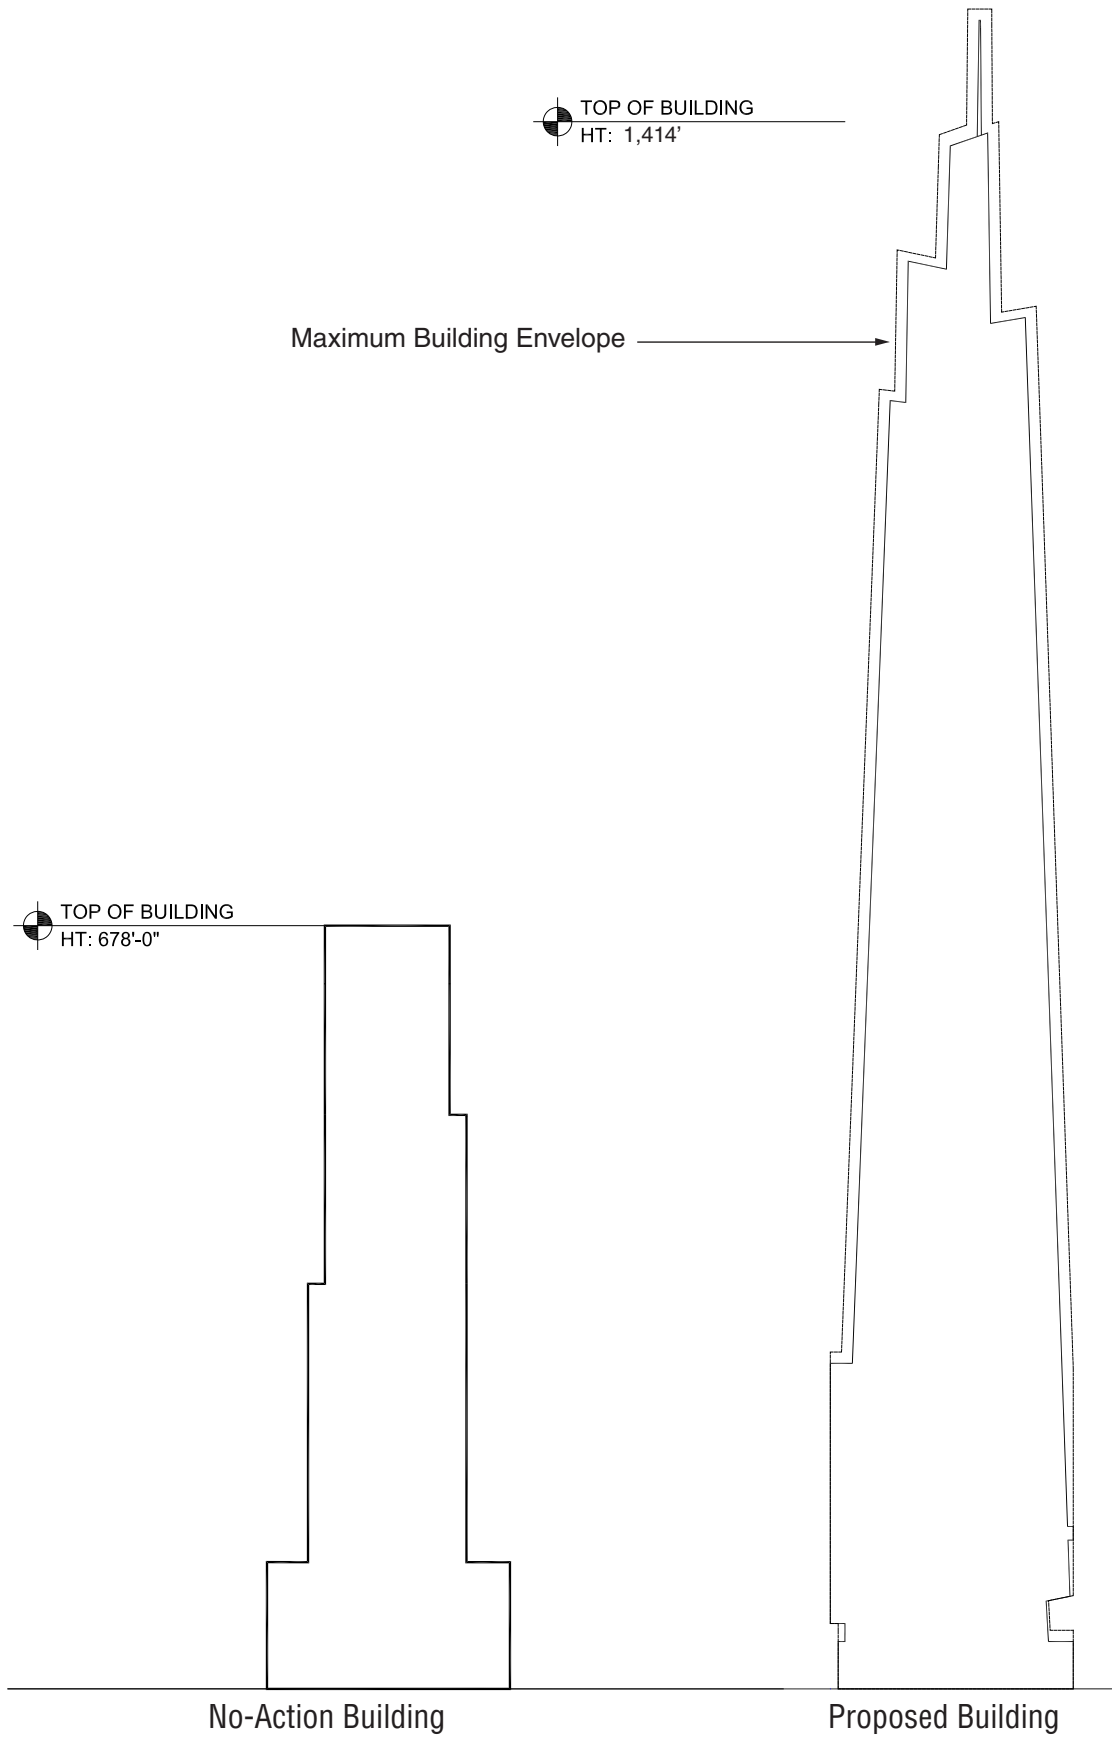 TOP OF BUILDING
HT: 1,414’
Maximum Building Envelope
TOP OF BUILDING
HT: 678'-0"
No-Action Building
Proposed Building